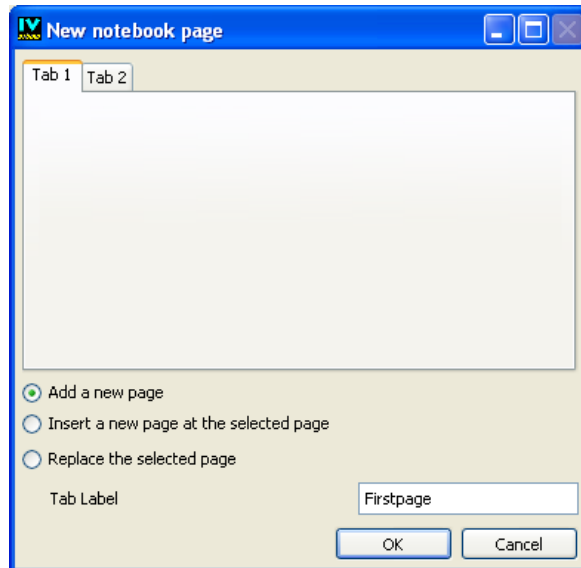 IV New notebook page
Tab 1 Tab 2
Add a new page
Insert a new page at the selected page
Replace the selected page
Tab Label Firstpage
OK Cancel